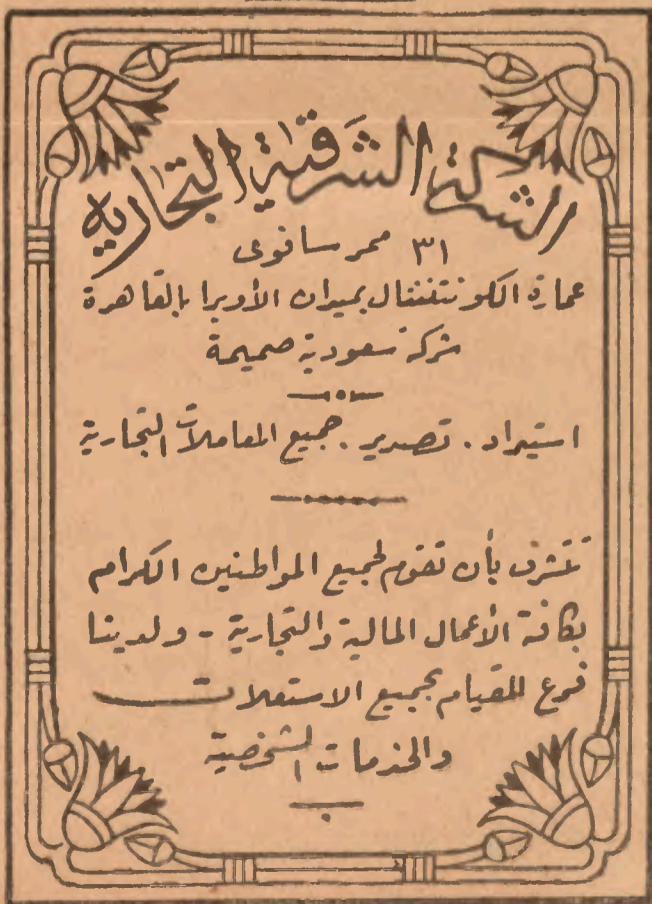 الشركة الشرقية التجارية
٣١ ممر سافوى
عمارة الكونتننتال بميدان الأوبرا بالقاهرة
شركة سعودية صميمة
استيراد . تصدير . جميع المعاملات التجارية
تتشرف بأن تقوم لجميع المواطنين الكرام
بكافة الأعمال المالية والتجارية - ولدينا
فرع للقيام بجميع الاستعلامات
والخدمات الشخصية